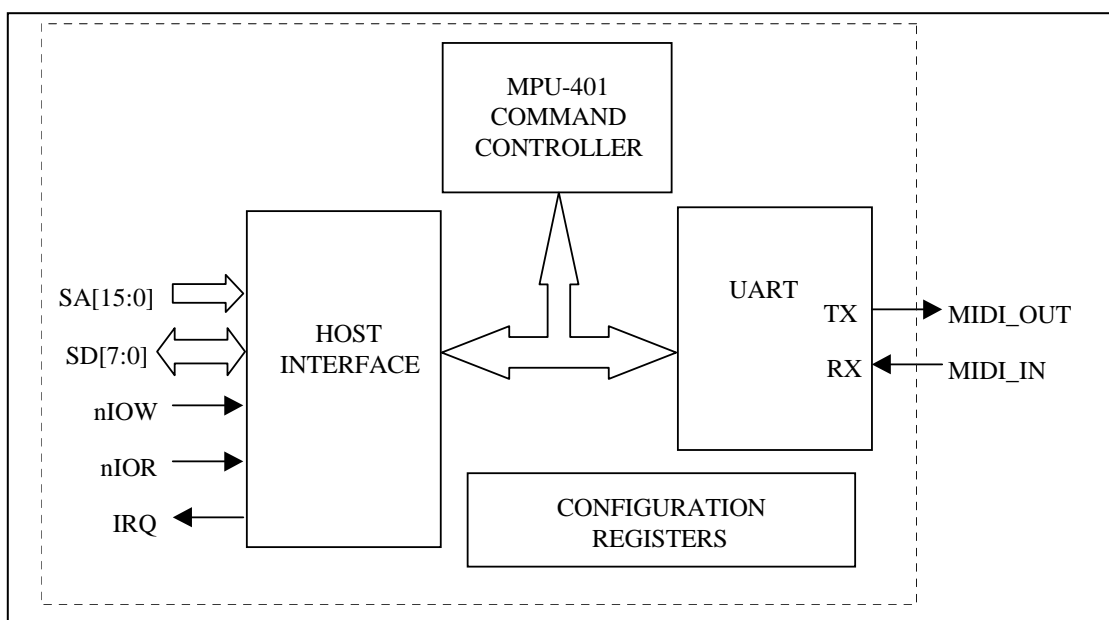 MPU-401
COMMAND
CONTROLLER
SA[15:0]
SD[7:0]
nIOW
nIOR
IRQ
HOST
INTERFACE
UART
TX
RX
MIDI_OUT
MIDI_IN
CONFIGURATION
REGISTERS